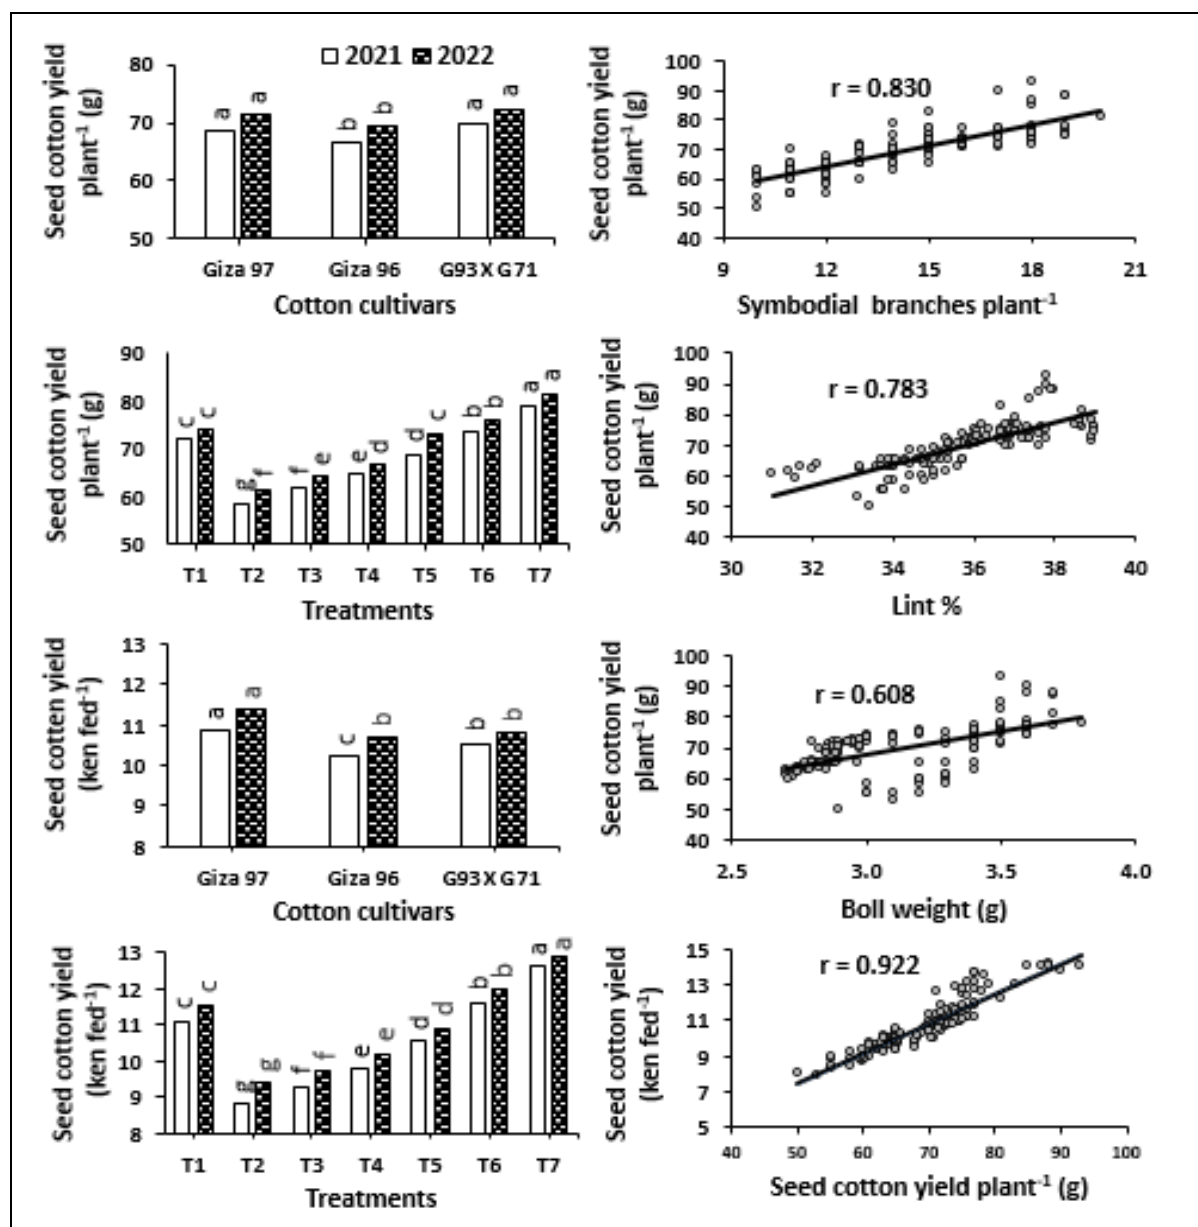 Seed cotton yield
plant⁻¹ (g)
2021 2022
80
70
60
50
a a b b a a
Giza 97 Giza 96 G93 X G71
Cotton cultivars
Seed cotton yield
plant⁻¹ (g)
r = 0.830
100
90
80
70
60
50
40
9 12 15 18 21
Symbodial branches plant⁻¹
Seed cotton yield
plant⁻¹ (g)
90
80
70
60
50
c c g f f e e d d c b b a a
T1 T2 T3 T4 T5 T6 T7
Treatments
Seed cotton yield
plant⁻¹ (g)
r = 0.783
100
90
80
70
60
50
40
30 32 34 36 38 40
Lint %
Seed cotten yield
(ken fed⁻¹)
13
12
11
10
9
8
a a c b b b
Giza 97 Giza 96 G93 X G71
Cotton cultivars
Seed cotton yield
plant⁻¹ (g)
r = 0.608
100
90
80
70
60
50
40
2.5 3.0 3.5 4.0
Boll weight (g)
Seed cotton yield
(ken fed⁻¹)
13
12
11
10
9
8
c c g g f f e e d d b b a a
T1 T2 T3 T4 T5 T6 T7
Treatments
Seed cotton yield
(ken fed⁻¹)
r = 0.922
15
13
11
9
7
5
40 50 60 70 80 90 100
Seed cotton yield plant⁻¹ (g)